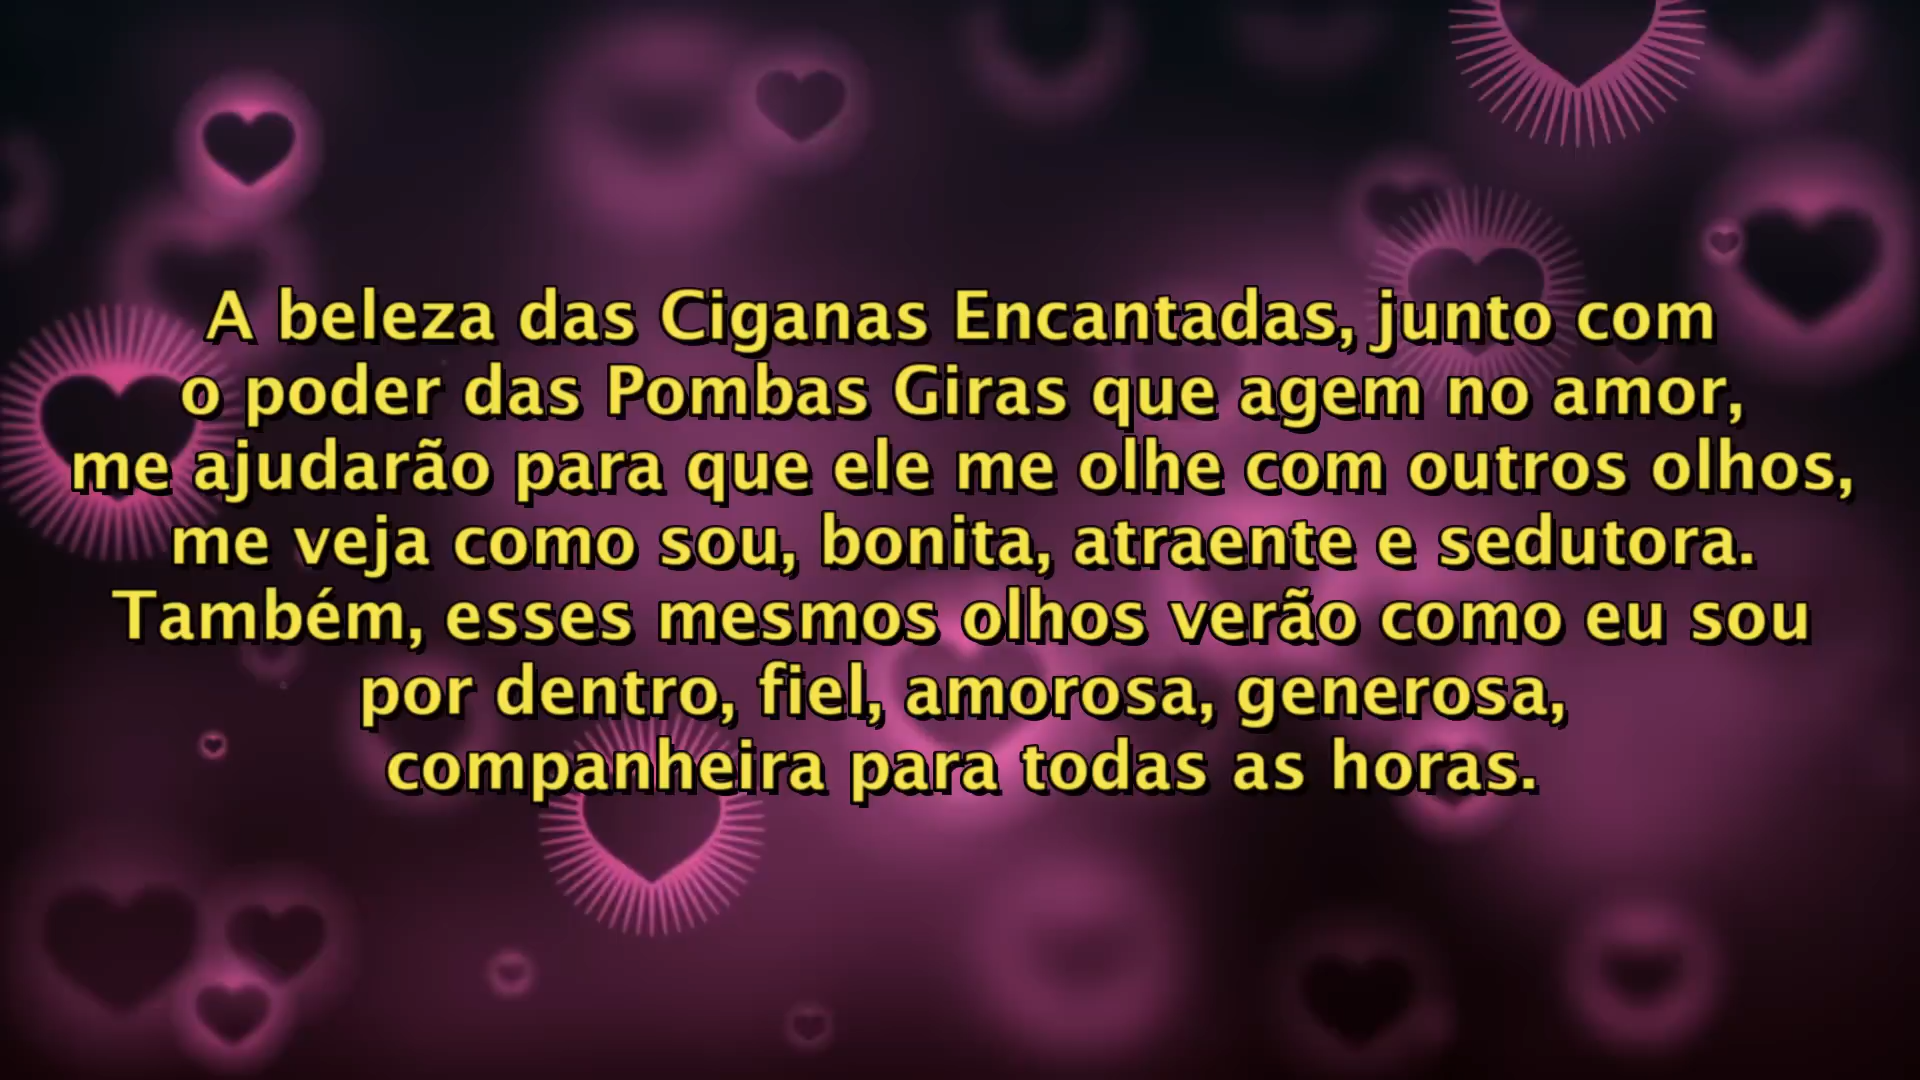 A beleza das Ciganas Encantadas, junto com
o poder das Pombas Giras que agem no amor,
me ajudarão para que ele me olhe com outros olhos,
me veja como sou, bonita, atraente e sedutora.
Também, esses mesmos olhos verão como eu sou
por dentro, fiel, amorosa, generosa,
companheira para todas as horas.